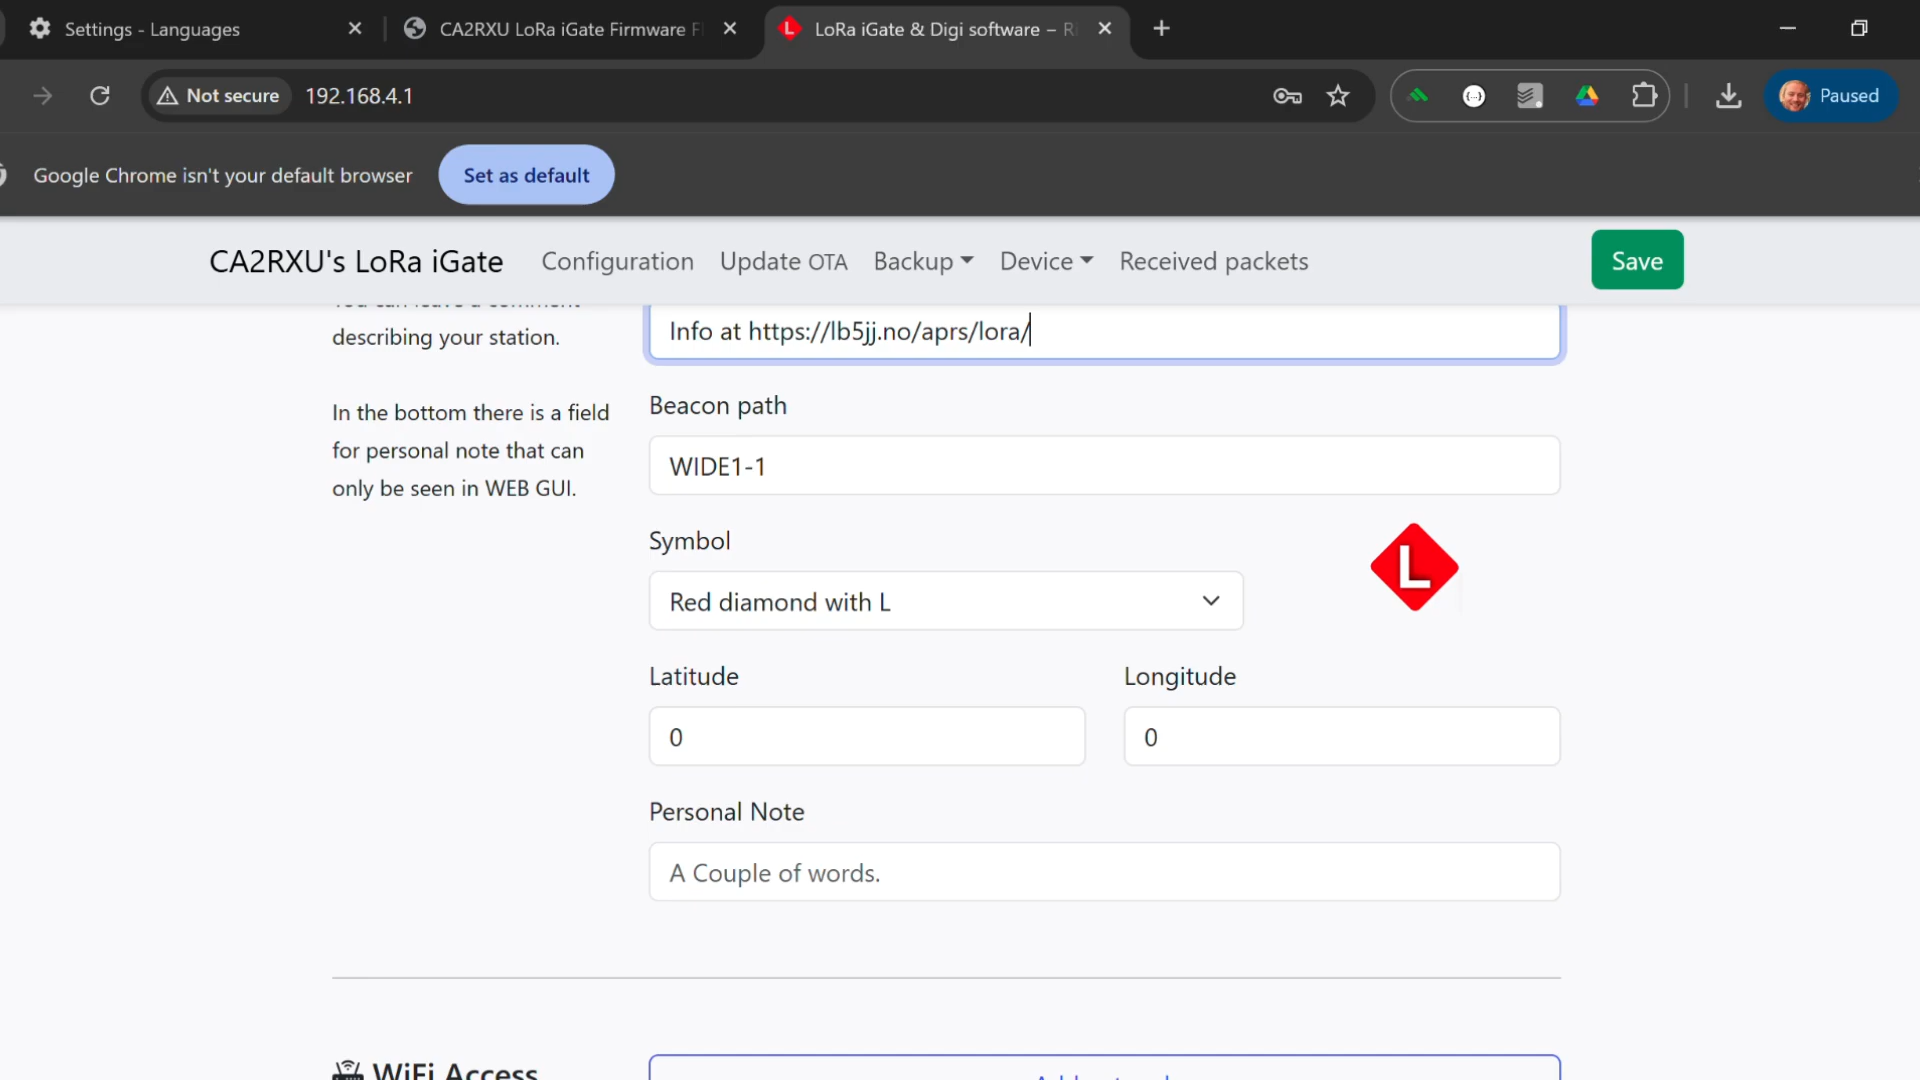 Settings - Languages
CA2RXU LoRa iGate Firmware F
LoRa iGate & Digi software – R
Not secure
192.168.4.1
Paused
Google Chrome isn't your default browser
Set as default
CA2RXU's LoRa iGate
Configuration
Update OTA
Backup
Device
Received packets
Save
You can leave a comment
describing your station.
Info at https://lb5jj.no/aprs/lora/
In the bottom there is a field
for personal note that can
only be seen in WEB GUI.
Beacon path
WIDE1-1
Symbol
Red diamond with L
L
Latitude
Longitude
0
0
Personal Note
A Couple of words.
WiFi Access